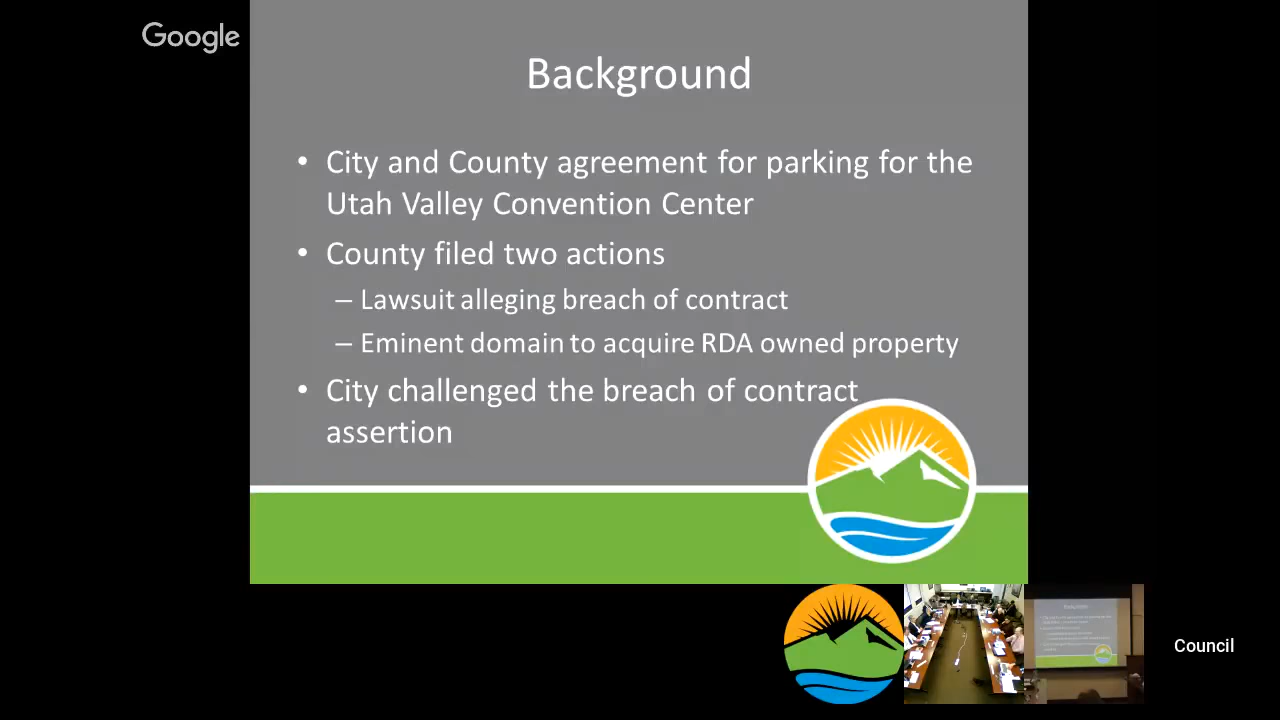 Google
Background
• City and County agreement for parking for the
Utah Valley Convention Center
• County filed two actions
– Lawsuit alleging breach of contract
– Eminent domain to acquire RDA owned property
• City challenged the breach of contract
assertion
Background
Council